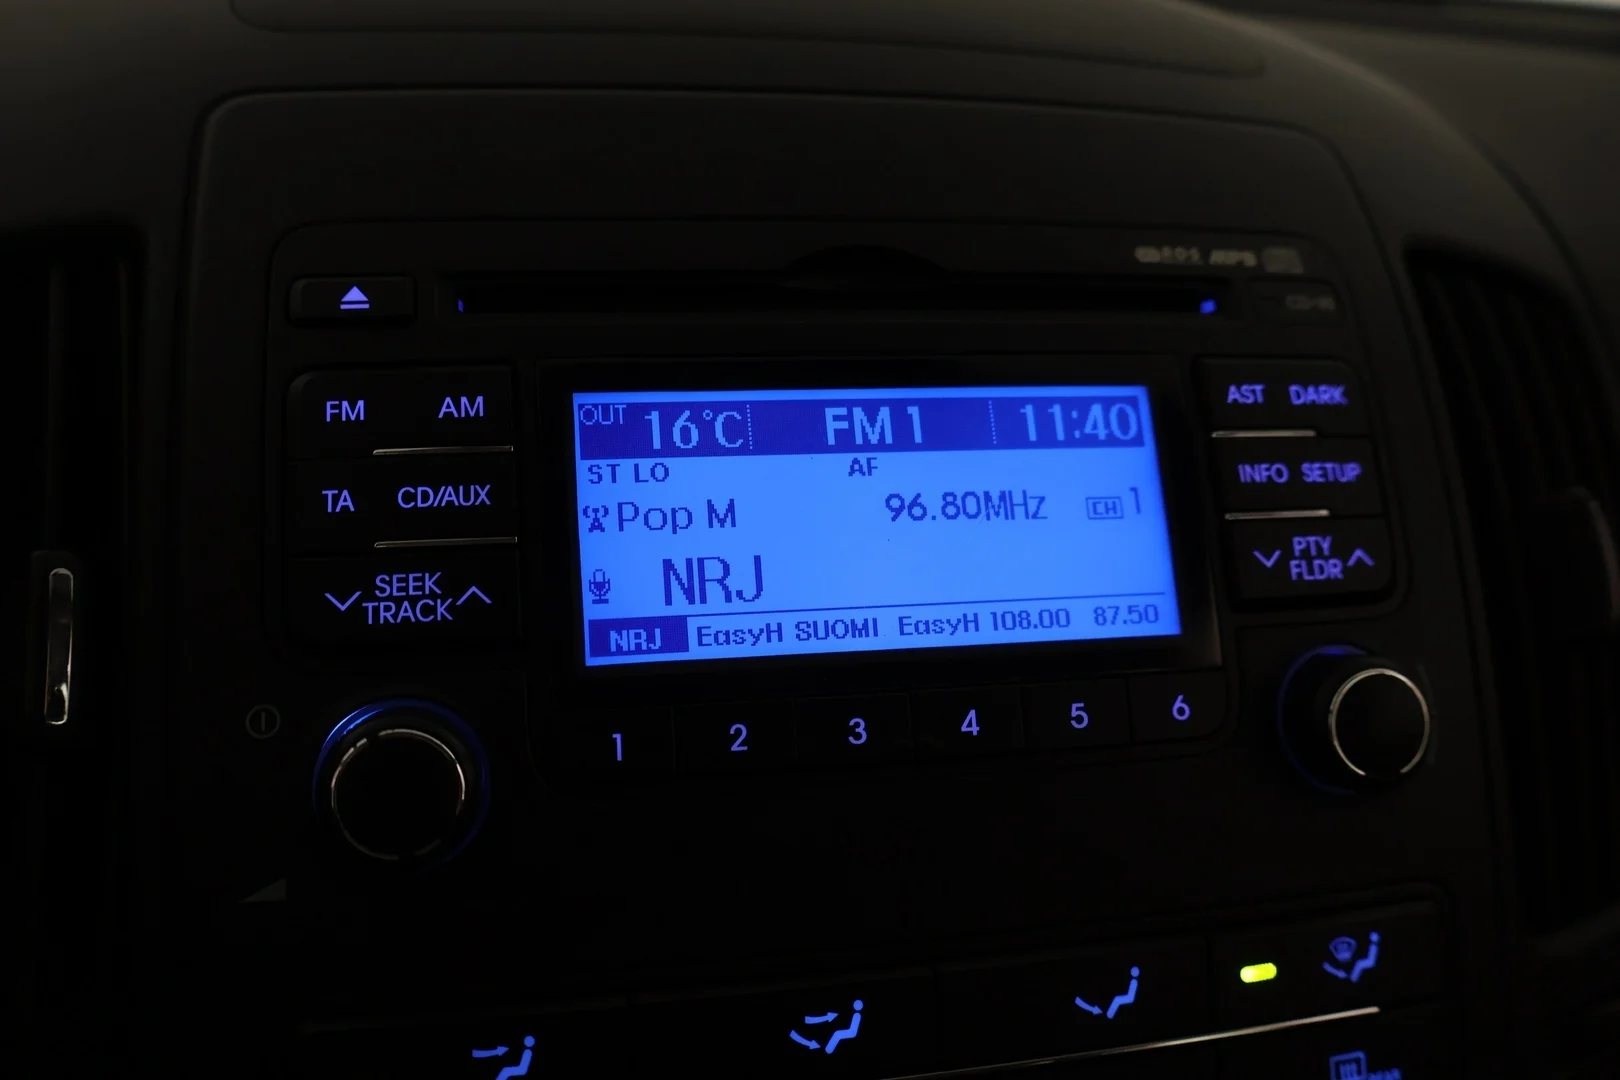 FM AM
TA CD/AUX
SEEK
TRACK
OUT 16°C FM 1 11:40
ST LO AF
Pop M 96.80MHz CH 1
NRJ
NRJ EasyH SUOMI EasyH 108.00 87.50
AST DARK
INFO SETUP
PTY
FLDR
1 2 3 4 5 6